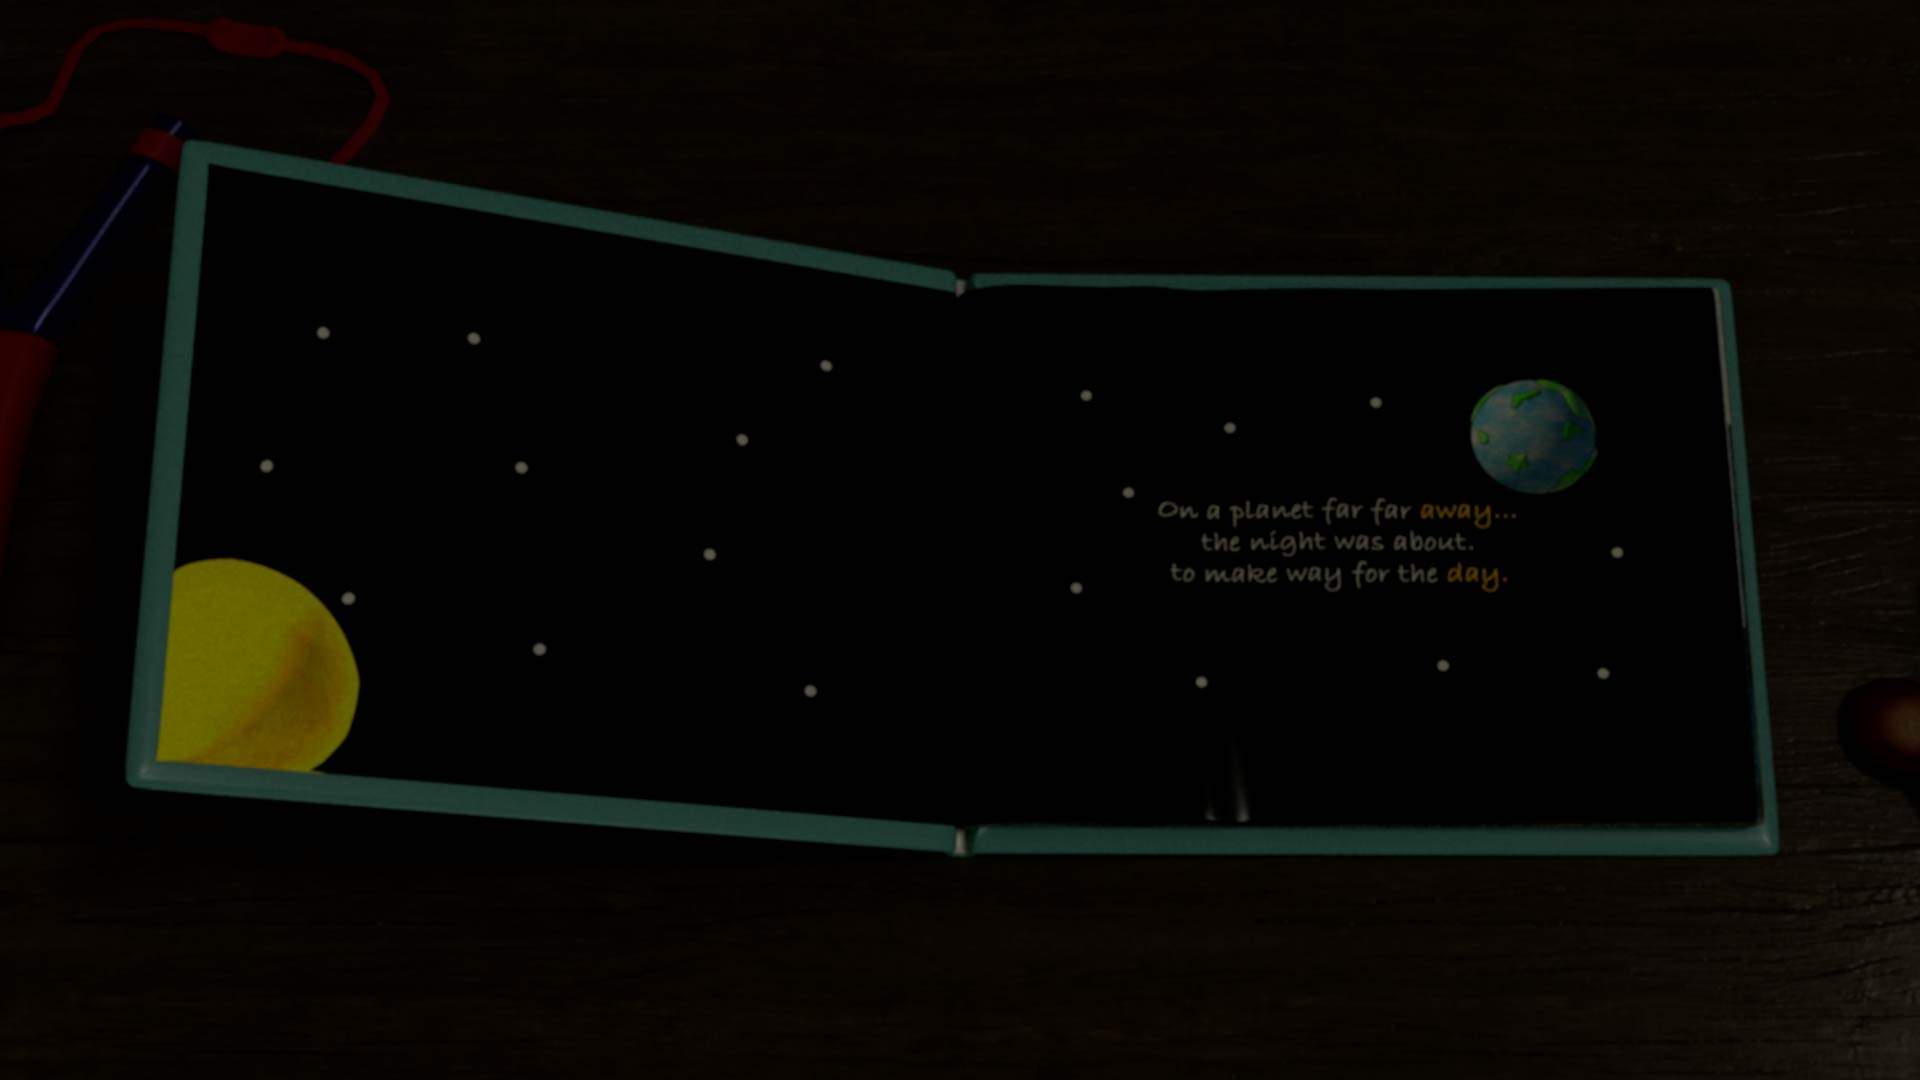 On a planet far far away...
the night was about.
to make way for the day.